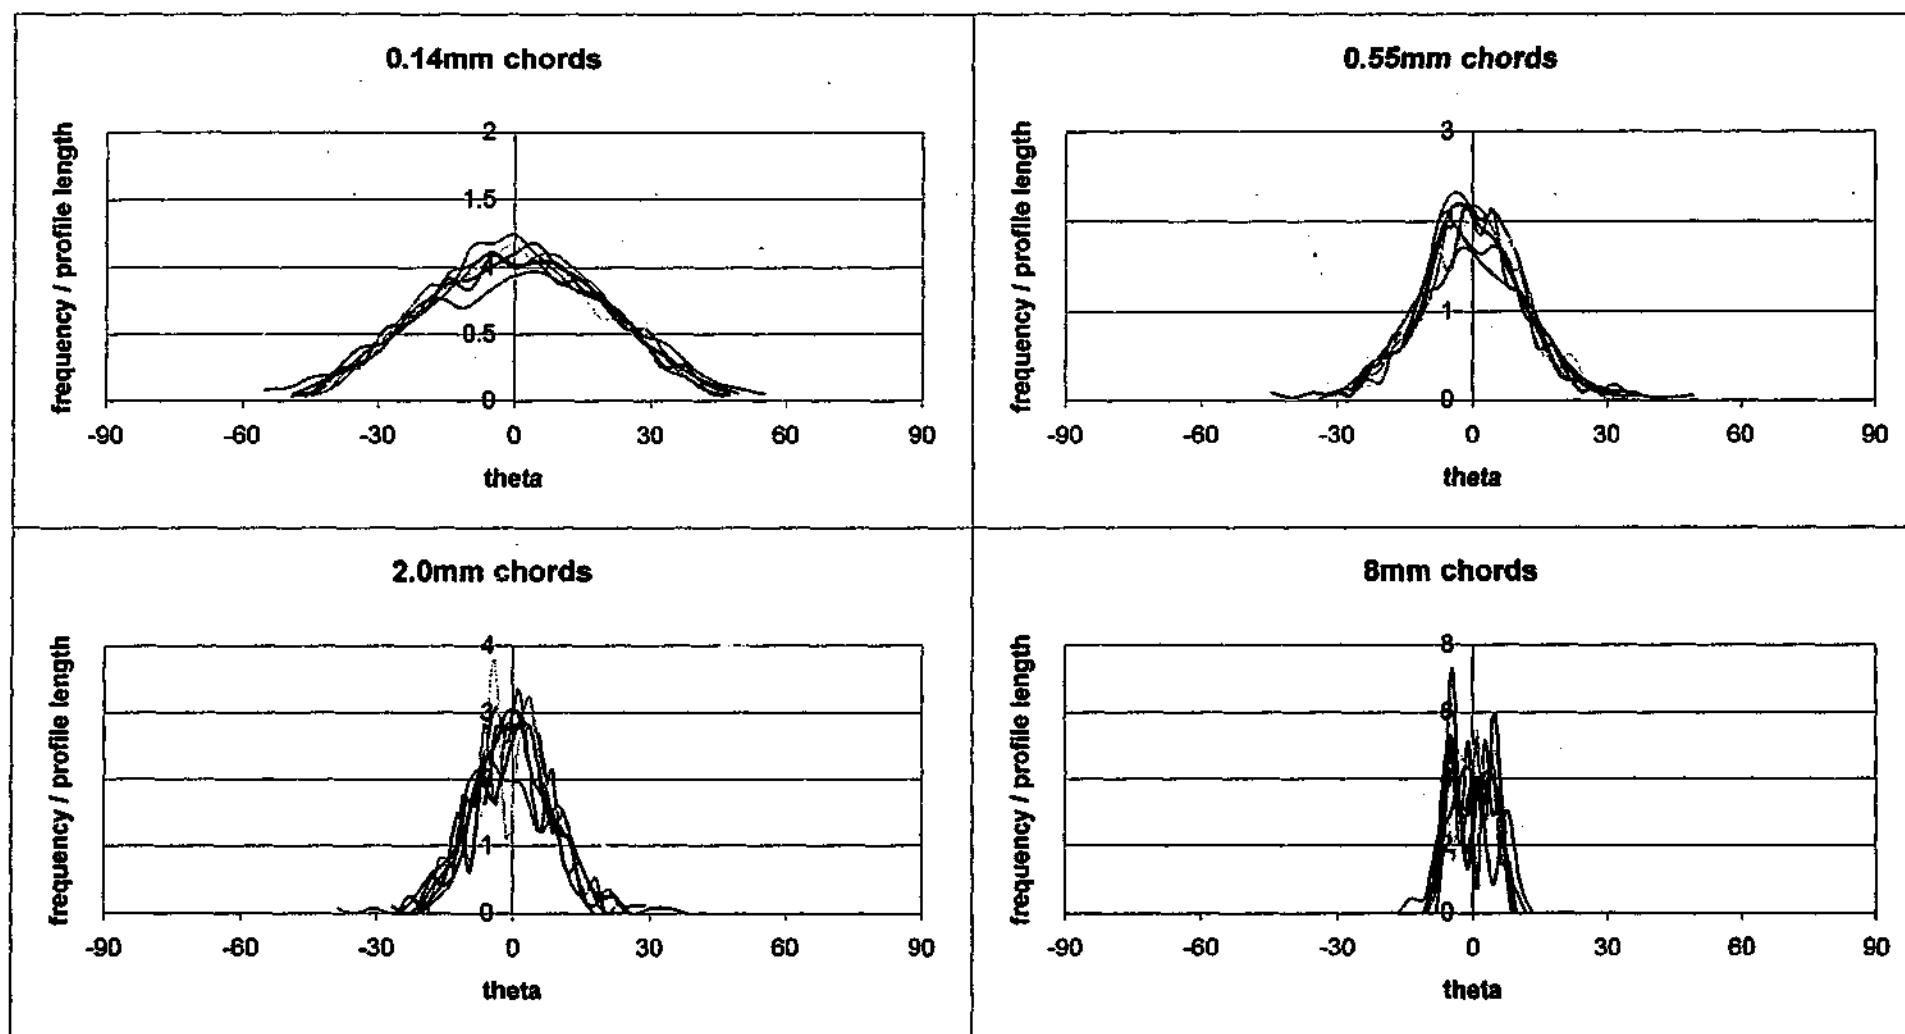 0.14mm chords
frequency / profile length
2
1.5
1
0.5
0
-90 -60 -30 0 30 60 90
theta
0.55mm chords
frequency / profile length
3
1
0
-90 -60 -30 0 30 60 90
theta
2.0mm chords
frequency / profile length
4
3
1
0
-90 -60 -30 0 30 60 90
theta
8mm chords
frequency / profile length
8
6
2
0
-90 -60 -30 0 30 60 90
theta